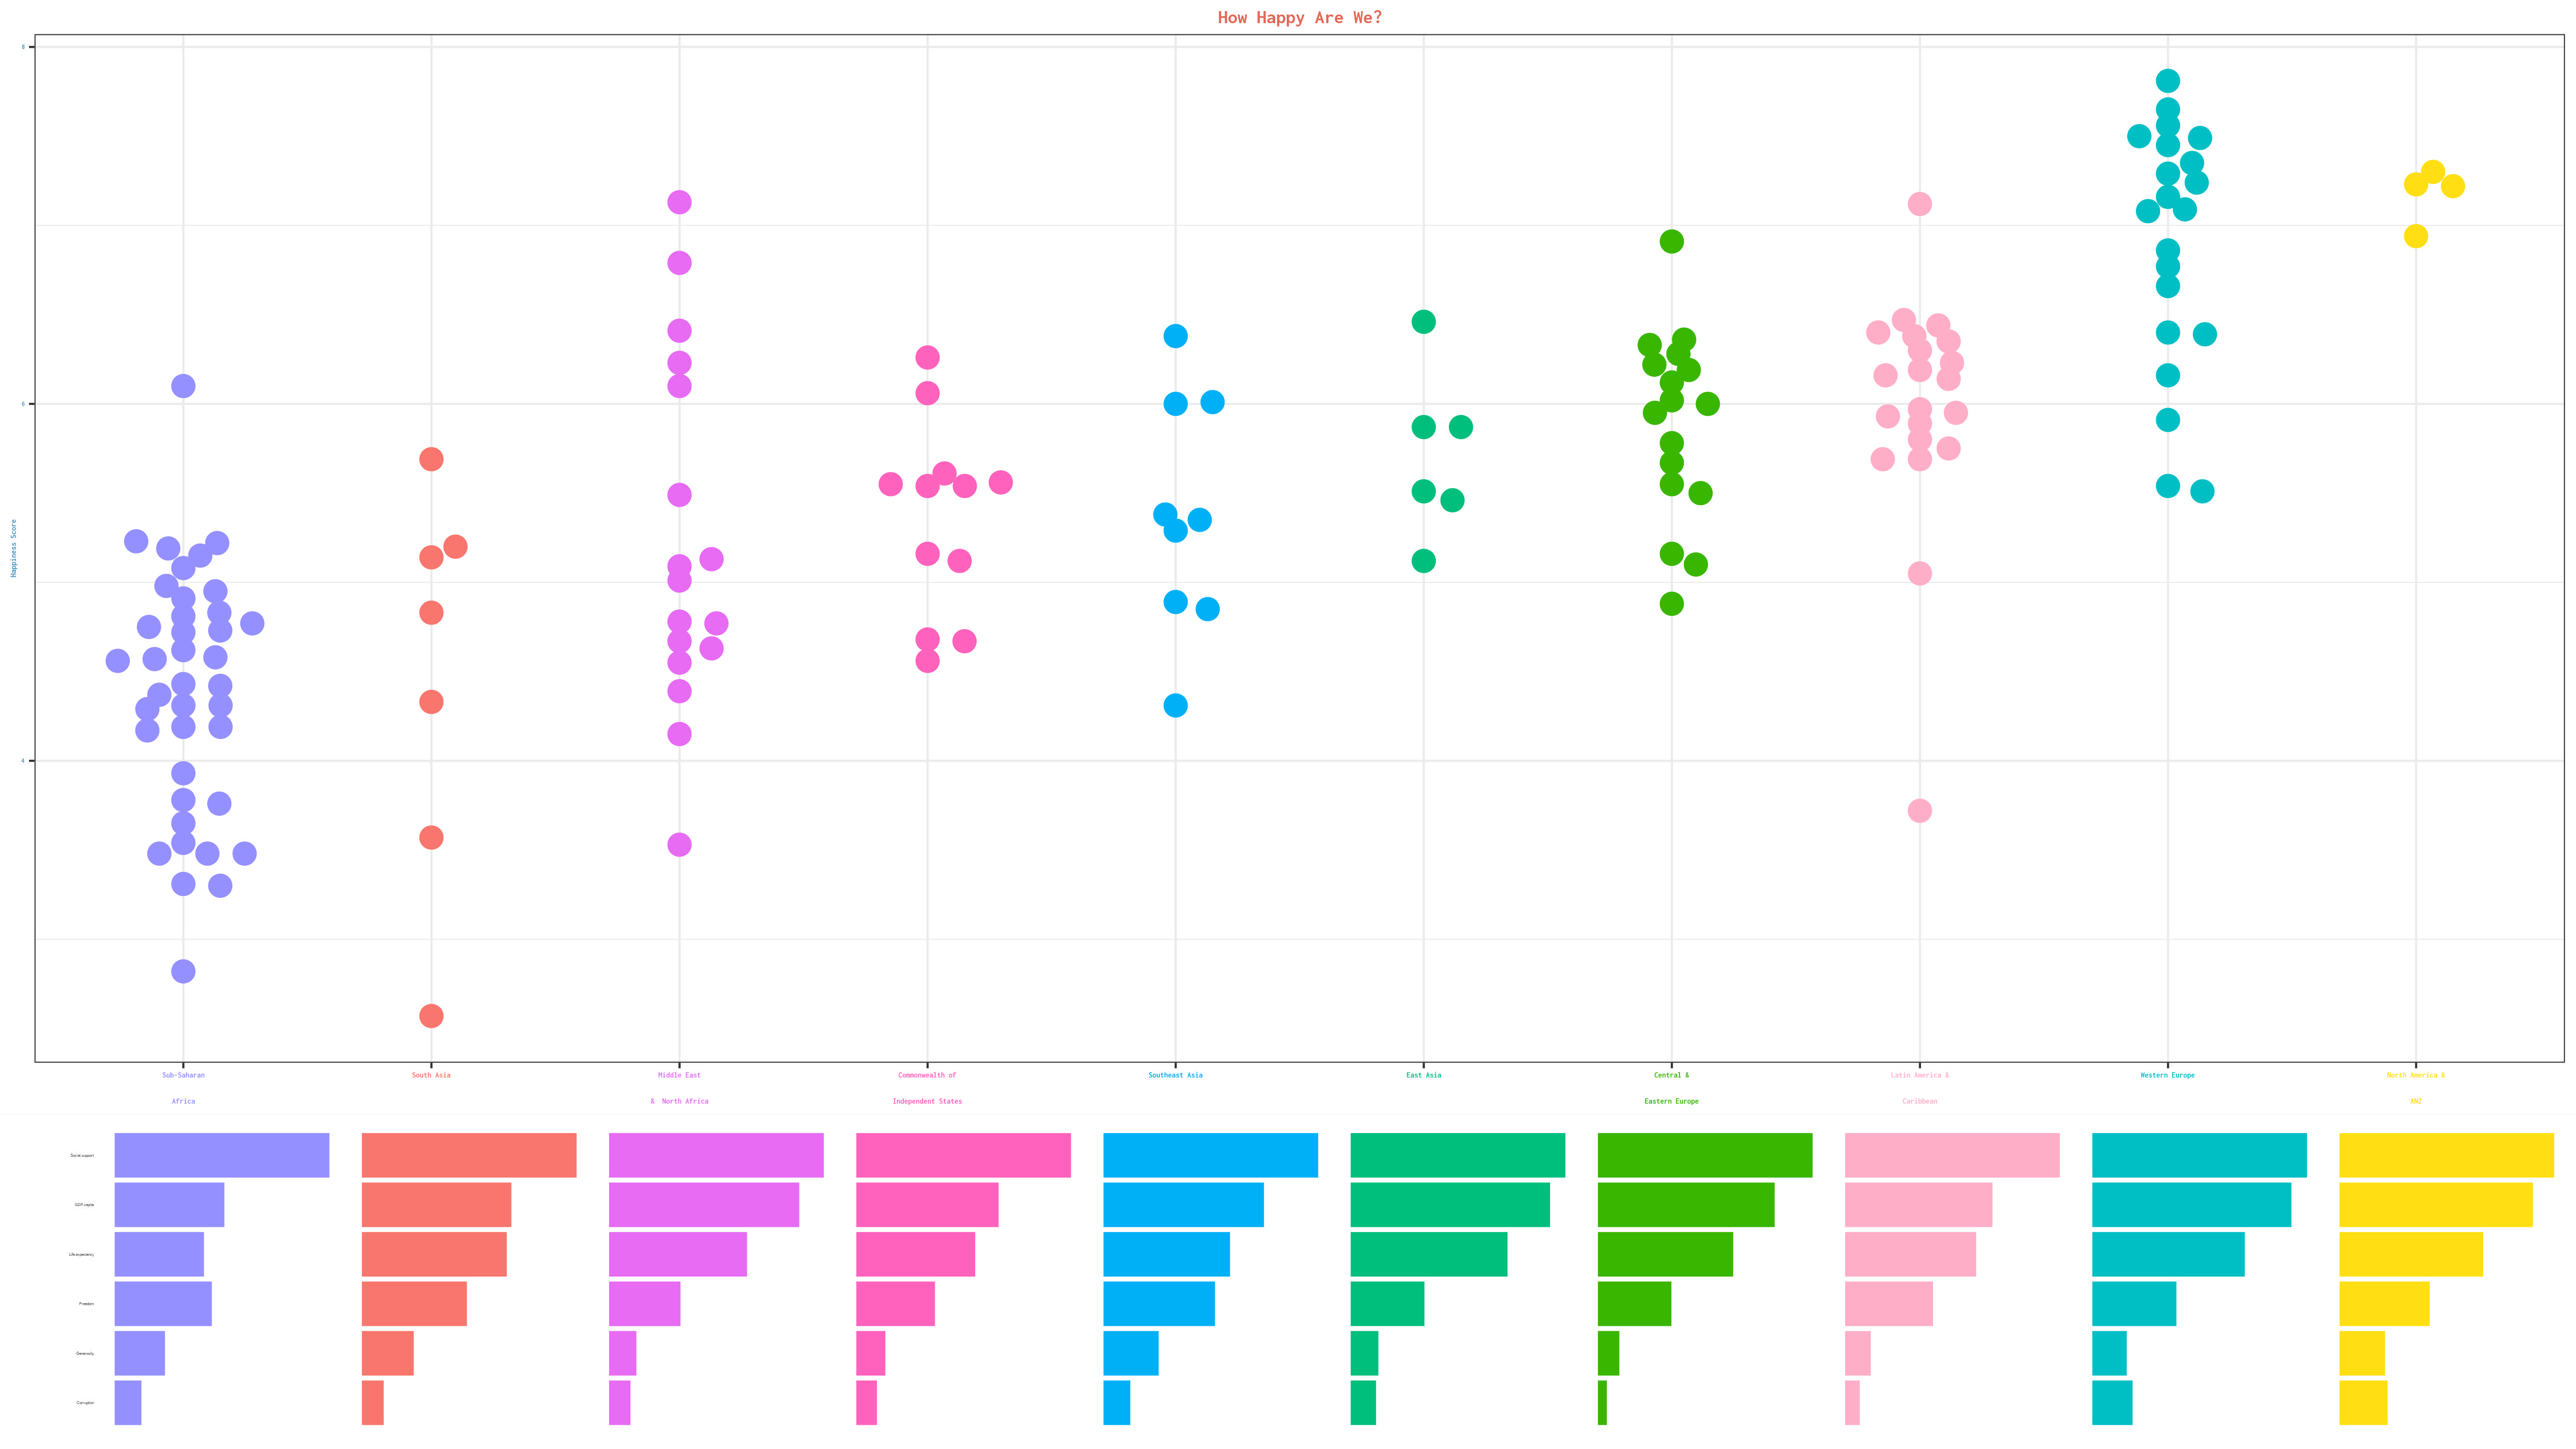 How Happy Are We?
8
6
4
Happiness Score
Sub-Saharan
Africa
South Asia
Middle East
& North Africa
Commonwealth of
Independent States
Southeast Asia
East Asia
Central &
Eastern Europe
Latin America &
Caribbean
Western Europe
North America &
ANZ
Social support
GDP capita
Life expectancy
Freedom
Generosity
Corruption